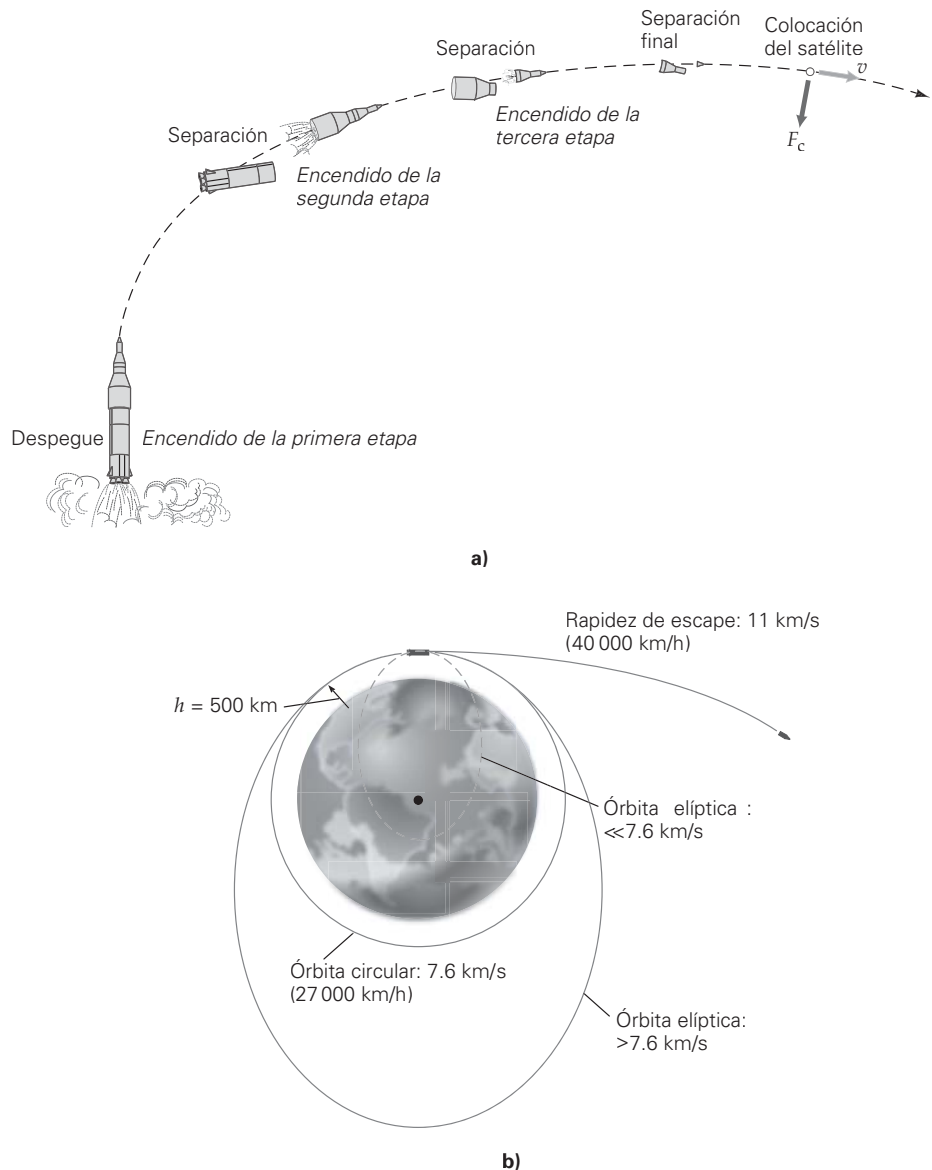 Separación
final
Colocación
del satélite
v
Separación
Encendido de la
tercera etapa
F_c
Separación
Encendido de la
segunda etapa
Despegue
Encendido de la primera etapa
a)
Rapidez de escape: 11 km/s
(40 000 km/h)
h = 500 km
Órbita elíptica :
≪7.6 km/s
Órbita circular: 7.6 km/s
(27 000 km/h)
Órbita elíptica:
>7.6 km/s
b)